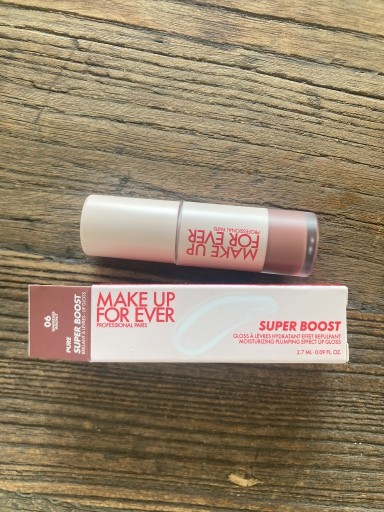 MAKE UP
FOR EVER
PROFESSIONAL PARIS
06
PURE
SUPER BOOST
MAKE UP
FOR EVER
PROFESSIONAL PARIS
SUPER BOOST
GLOSS À LÈVRES HYDRATANT EFFET REPULPANT
MOISTURIZING PLUMPING EFFECT LIP GLOSS
2.7 ML · 0.09 FL. OZ.